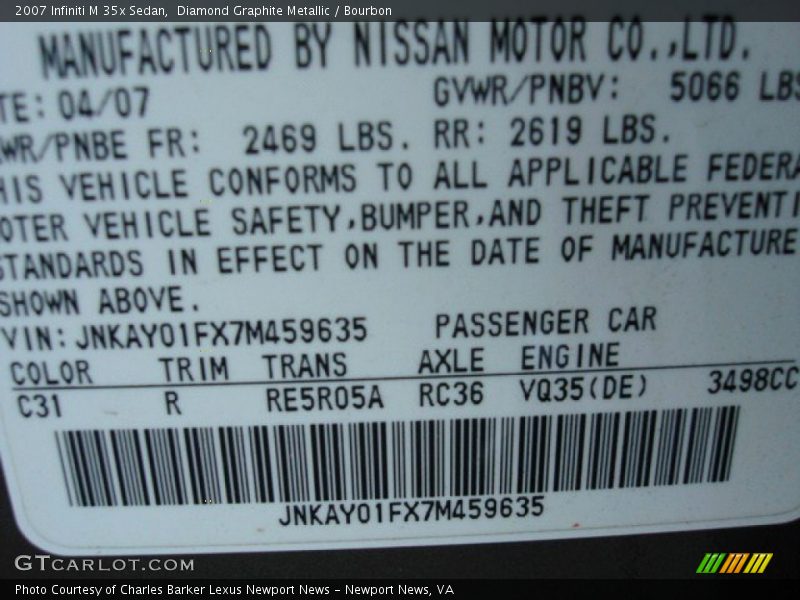 2007 Infiniti M 35x Sedan,  Diamond Graphite Metallic / Bourbon
MANUFACTURED BY NISSAN MOTOR CO.,LTD.
TE: 04/07 GVWR/PNBV: 5066 LBS
WR/PNBE FR: 2469 LBS. RR: 2619 LBS.
HIS VEHICLE CONFORMS TO ALL APPLICABLE FEDERA
OTER VEHICLE SAFETY,BUMPER,AND THEFT PREVENTI
STANDARDS IN EFFECT ON THE DATE OF MANUFACTURE
SHOWN ABOVE.
VIN: JNKAY01FX7M459635 PASSENGER CAR
COLOR TRIM TRANS AXLE ENGINE
C31 R RE5R05A RC36 VQ35(DE) 3498CC
JNKAY01FX7M459635
GTCARLOT.COM
Photo Courtesy of Charles Barker Lexus Newport News - Newport News, VA